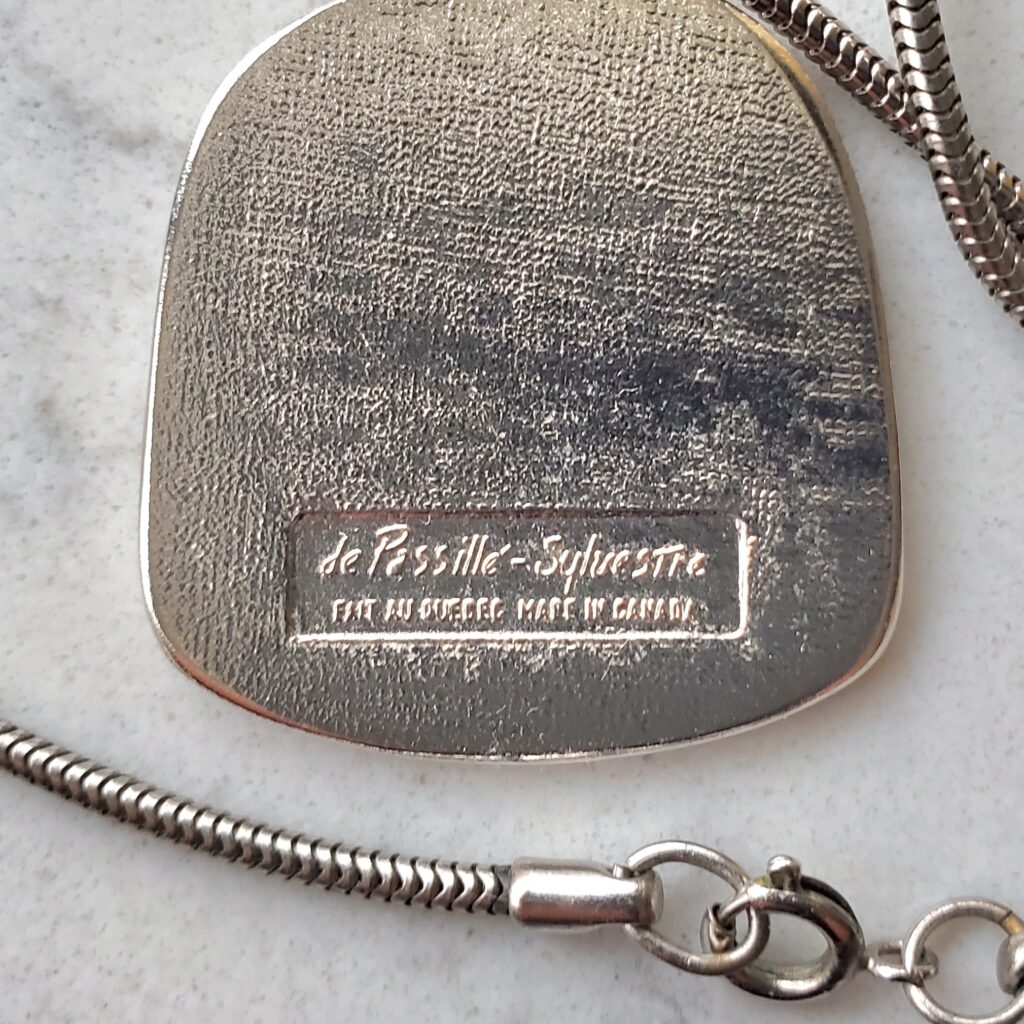 de Passillé-Sylvestre
FAIT AU QUEBEC MADE IN CANADA